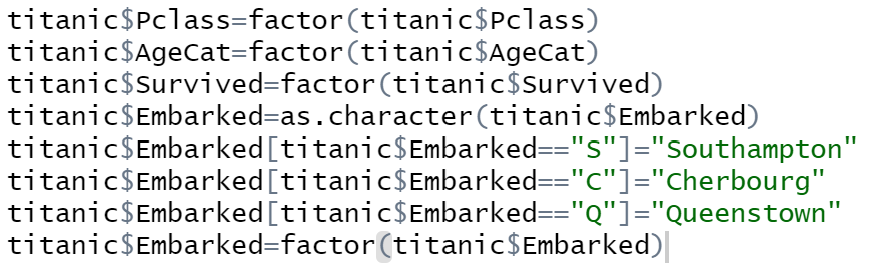 titanic$Pclass=factor(titanic$Pclass)
titanic$AgeCat=factor(titanic$AgeCat)
titanic$Survived=factor(titanic$Survived)
titanic$Embarked=as.character(titanic$Embarked)
titanic$Embarked[titanic$Embarked=="S"]="Southampton"
titanic$Embarked[titanic$Embarked=="C"]="Cherbourg"
titanic$Embarked[titanic$Embarked=="Q"]="Queenstown"
titanic$Embarked=factor(titanic$Embarked)